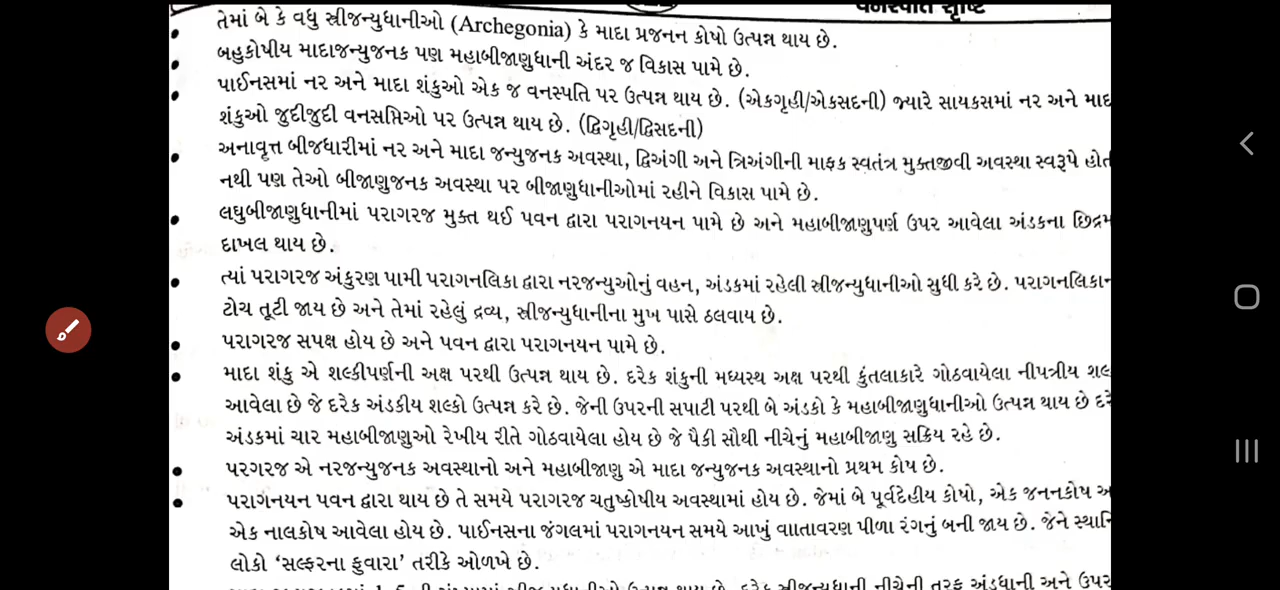 વનસ્પતિ સૃષ્ટિ
• તેમાં બે કે વધુ સ્ત્રીજન્યુધાનીઓ (Archegonia) કે માદા પ્રજનન કોષો ઉત્પન્ન થાય છે.
• બહુકોષીય માદાજન્યુજનક પણ મહાબીજાણુધાની અંદર જ વિકાસ પામે છે.
• પાઈનસમાં નર અને માદા શંકુઓ એક જ વનસ્પતિ પર ઉત્પન્ન થાય છે. (એકગૃહી/એકસદની) જ્યારે સાયકસમાં નર અને
શંકુઓ જુદીજુદી વનસપ્તિઓ પર ઉત્પન્ન થાય છે. (દ્વિગૃહી/દ્વિસદની)
• અનાવૃત્ત બીજધારીમાં નર અને માદા જન્યુજનક અવસ્થા, દ્વિઅંગી અને ત્રિઅંગીની માફક સ્વતંત્ર મુક્તજીવી અવસ્થા સ્વરૂપે
નથી પણ તેઓ બીજાણુજનક અવસ્થા પર બીજાણુધાનીઓમાં રહીને વિકાસ પામે છે.
• લઘુબીજાણુધાનીમાં પરાગરજ મુક્ત થઈ પવન દ્વારા પરાગનયન પામે છે અને મહાબીજાણુપર્ણ ઉપર આવેલા અંડકના
દાખલ થાય છે.
• ત્યાં પરાગરજ અંકુરણ પામી પરાગનલિકા દ્વારા નરજન્યુઓનું વહન, અંડકમાં રહેલી સ્ત્રીજન્યુધાનીઓ સુધી કરે છે.
ટોચ તૂટી જાય છે અને તેમાં રહેલું દ્રવ્ય, સ્ત્રીજન્યુધાનીના મુખ પાસે ઠલવાય છે.
• પરાગરજ સપક્ષ હોય છે અને પવન દ્વારા પરાગનયન પામે છે.
• માદા શંકુ એ શલ્કીપર્ણની અક્ષ પરથી ઉત્પન્ન થાય છે. દરેક શંકુની મધ્યસ્થ અક્ષ પરથી કુંતલાકારે ગોઠવાયેલા નીપત્રીય
આવેલા છે જે દરેક અંડકીય શલ્કો ઉત્પન્ન કરે છે. જેની ઉપરની સપાટી પરથી બે અંડકો કે મહાબીજાણુધાનીઓ ઉત્પન્ન થાય છે
અંડકમાં ચાર મહાબીજાણુઓ રેખીય રીતે ગોઠવાયેલા હોય છે જે પૈકી સૌથી નીચેનું મહાબીજાણુ સક્રિય રહે છે.
• પરગરજ એ નરજન્યુજનક અવસ્થાનો અને મહાબીજાણુ એ માદા જન્યુજનક અવસ્થાનો પ્રથમ કોષ છે.
• પરાગનયન પવન દ્વારા થાય છે તે સમયે પરાગરજ ચતુષ્કોષીય અવસ્થામાં હોય છે. જેમાં બે પૂર્વદેહીય કોષો, એક જનનકોષ
એક નાલકોષ આવેલા હોય છે. પાઈનસના જંગલમાં પરાગનયન સમયે આખું વાાતાવરણ પીળા રંગનું બની જાય છે. જેને
લોકો ‘સલ્ફરના ફુવારા’ તરીકે ઓળખે છે.